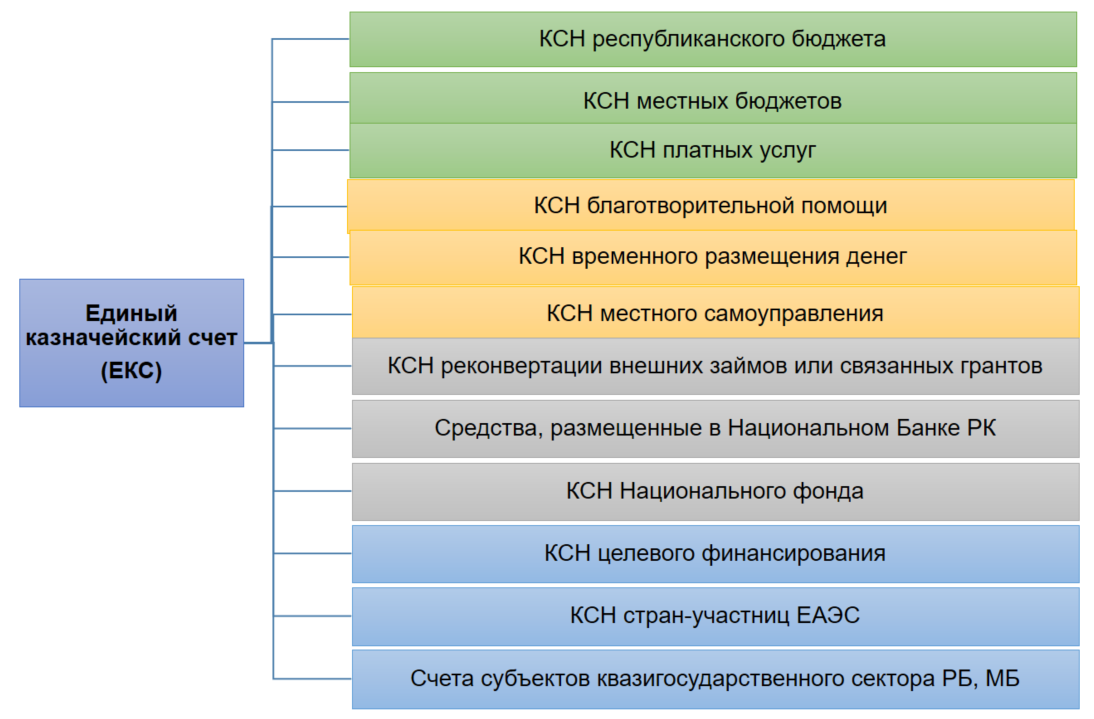 КСН республиканского бюджета
КСН местных бюджетов
КСН платных услуг
КСН благотворительной помощи
КСН временного размещения денег
Единый
казначейский счет
(ЕКС)
КСН местного самоуправления
КСН реконвертации внешних займов или связанных грантов
Средства, размещенные в Национальном Банке РК
КСН Национального фонда
КСН целевого финансирования
КСН стран-участниц ЕАЭС
Счета субъектов квазигосударственного сектора РБ, МБ